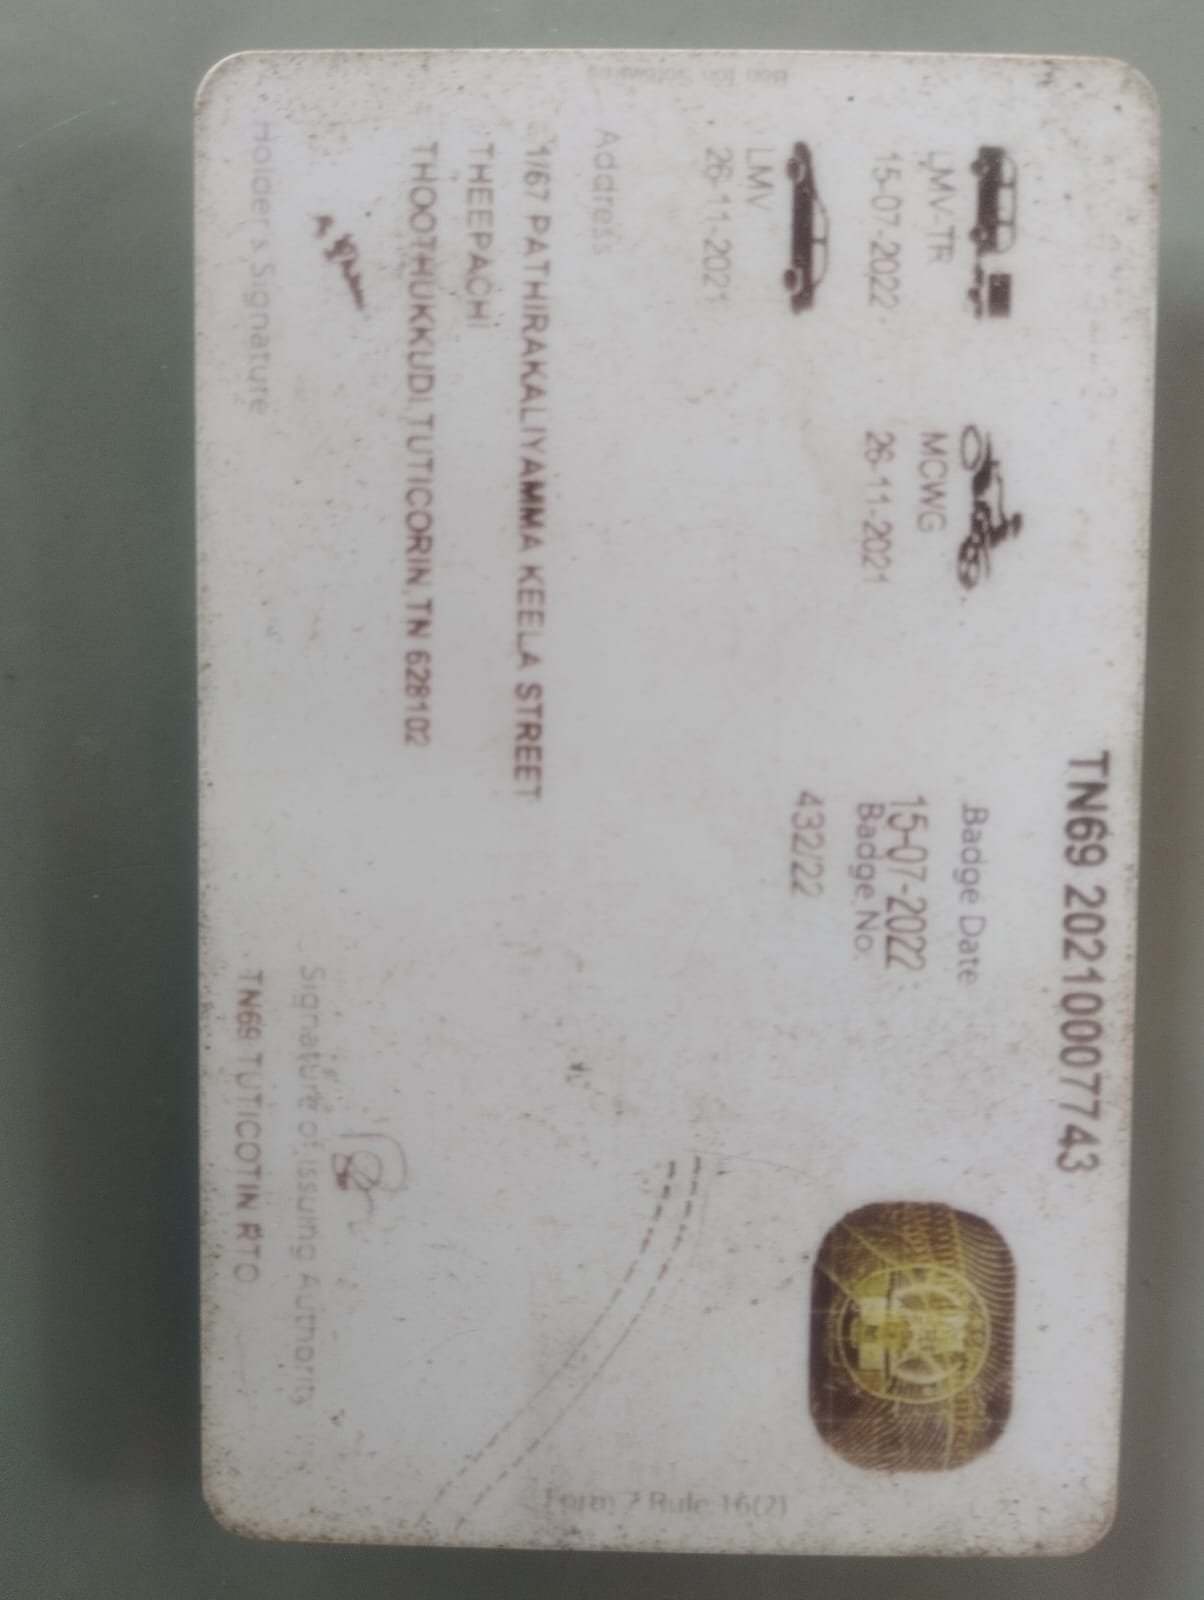 TN69 20210007743
LMV-TR
15-07-2022
MCWG
26-11-2021
Badge Date
15-07-2022
Badge No.
432/22
LMV
26-11-2021
Address
1/67 PATHIRAKALIYAMMA KEELA STREET
THEEPACHI
THOOTHUKKUDI,TUTICORIN,TN 628102
Holder's Signature
Signature of Issuing Authority
TN69 TUTICOTIN RTO
Form 7 Rule 16(2)